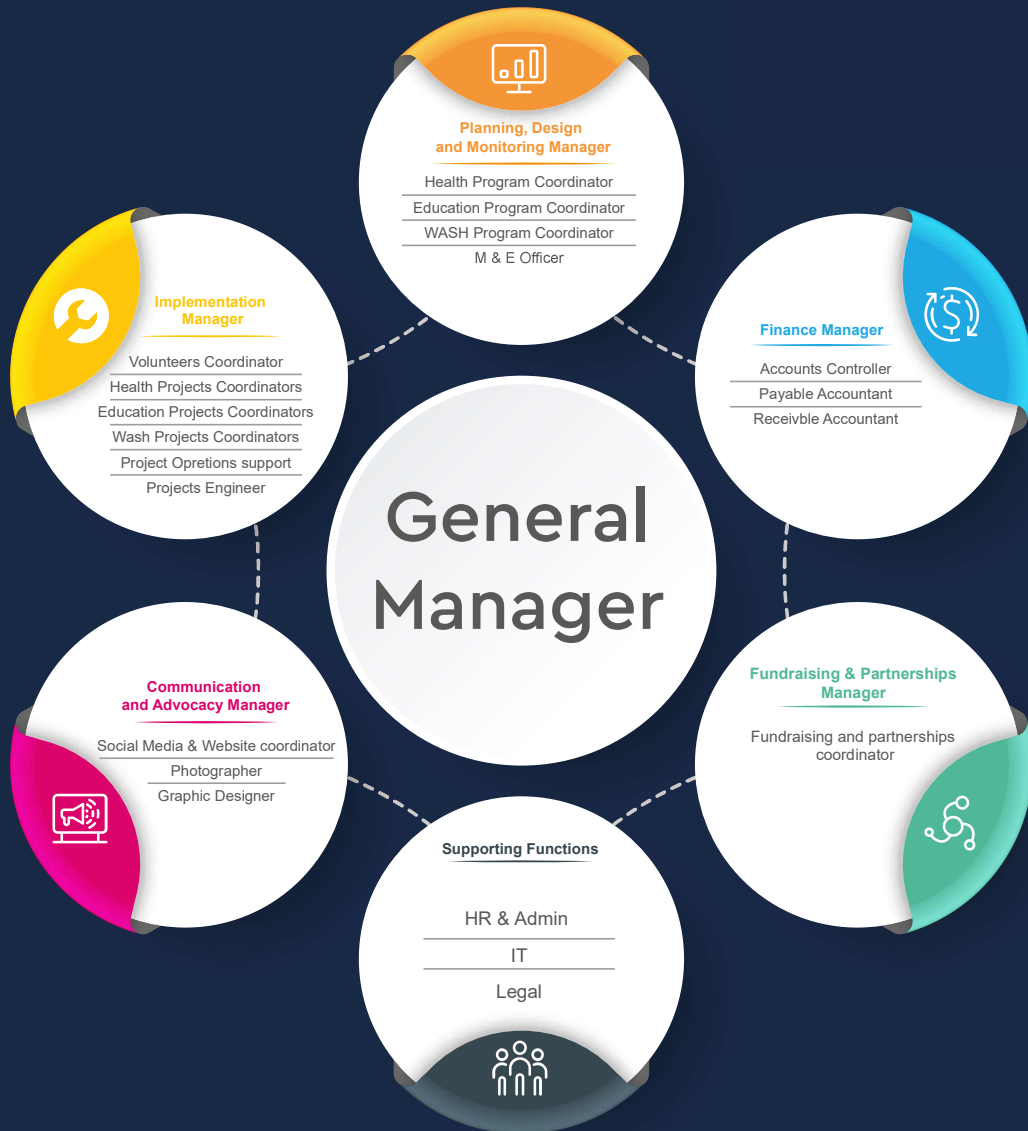 Planning, Design
and Monitoring Manager
Health Program Coordinator
Education Program Coordinator
WASH Program Coordinator
M & E Officer
Implementation
Manager
Volunteers Coordinator
Health Projects Coordinators
Education Projects Coordinators
Wash Projects Coordinators
Project Opretions support
Projects Engineer
Finance Manager
Accounts Controller
Payable Accountant
Receivble Accountant
General
Manager
Communication
and Advocacy Manager
Social Media & Website coordinator
Photographer
Graphic Designer
Fundraising & Partnerships
Manager
Fundraising and partnerships
coordinator
Supporting Functions
HR & Admin
IT
Legal